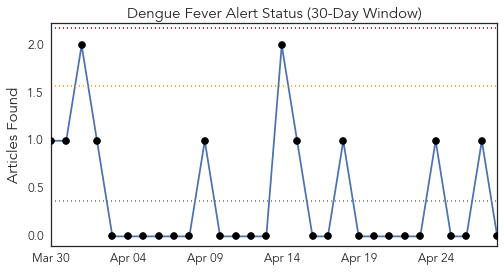 Dengue Fever Alert Status (30-Day Window)
Articles Found
2.0
1.5
1.0
0.5
0.0
Mar 30 Apr 04 Apr 09 Apr 14 Apr 19 Apr 24